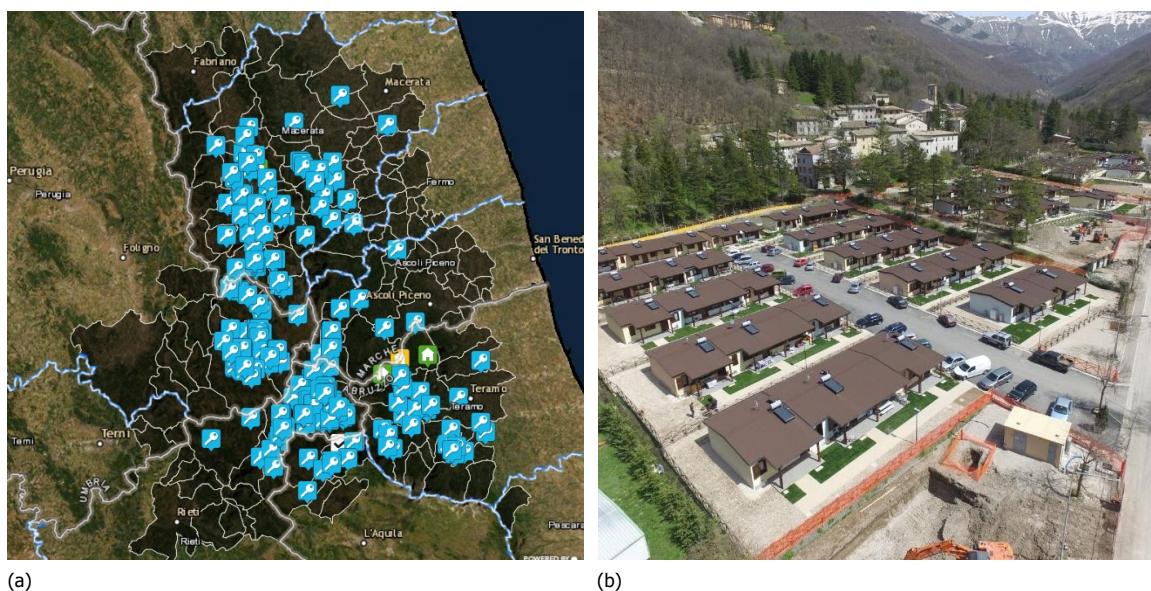 Fabriano
Macerata
Macerata
Perugia
Perugia
Fermo
Foligno
San Bened
del Tronto
Ascoli Piceno
Ascoli Piceno
MARCHE
ABRUZZO
Teramo
Teramo
Terni
Terni
UMBRIA
Rieti
Rieti
L'Aquila
Pescara
POWERED BY
(a)
(b)